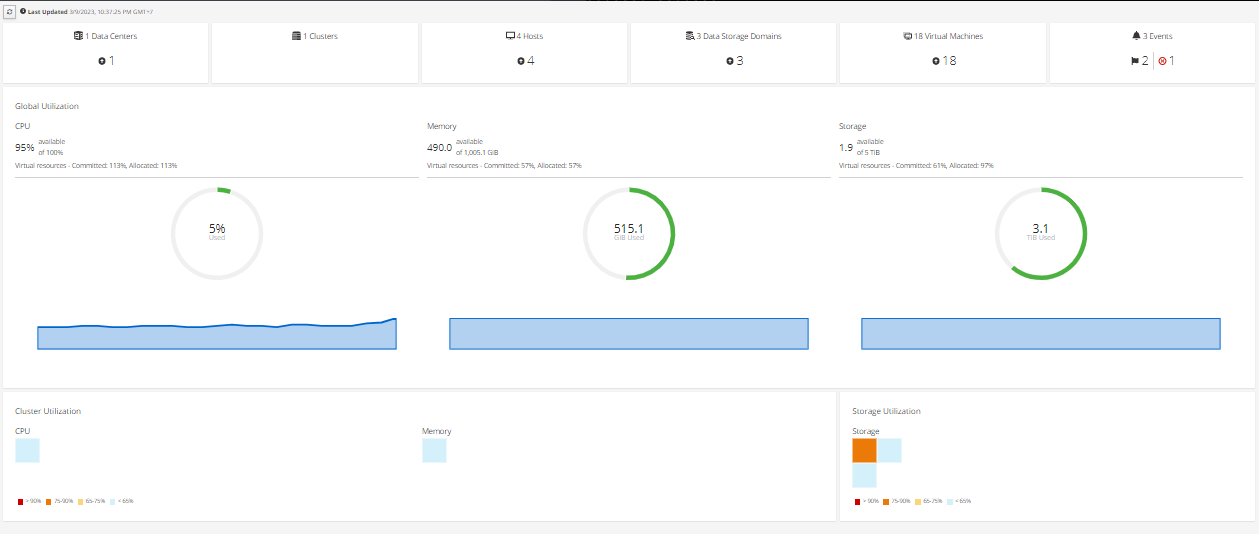 Last Updated 3/9/2023, 10:37:25 PM GMT+7
1 Data Centers
1 Clusters
4 Hosts
3 Data Storage Domains
18 Virtual Machines
3 Events
1
4
3
18
2
1
Global Utilization
CPU
95% available of 100%
Virtual resources - Committed: 113%, Allocated: 113%
5%
Used
Memory
490.0 available of 1,005.1 GiB
Virtual resources - Committed: 57%, Allocated: 57%
515.1
GiB Used
Storage
1.9 available of 5 TiB
Virtual resources - Committed: 61%, Allocated: 97%
3.1
TiB Used
Cluster Utilization
CPU
Memory
> 90% 75-90% 65-75% < 65%
Storage Utilization
Storage
> 90% 75-90% 65-75% < 65%